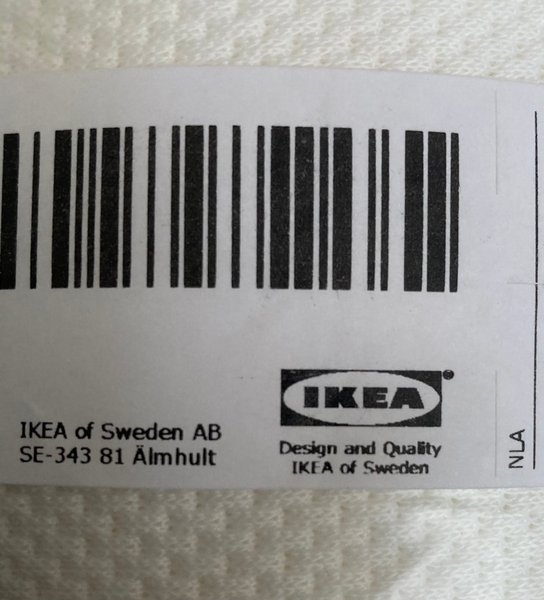 IKEA of Sweden AB
SE-343 81 Älmhult
IKEA
Design and Quality
IKEA of Sweden
NLA